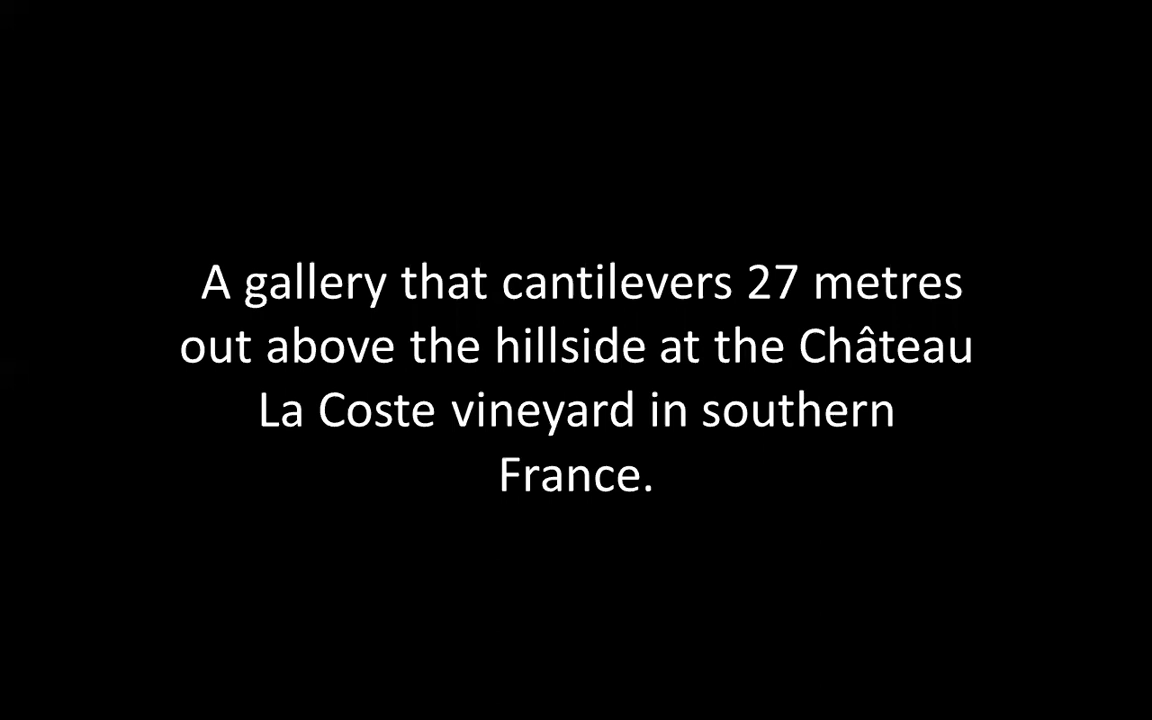 A gallery that cantilevers 27 metres
out above the hillside at the Château
La Coste vineyard in southern
France.